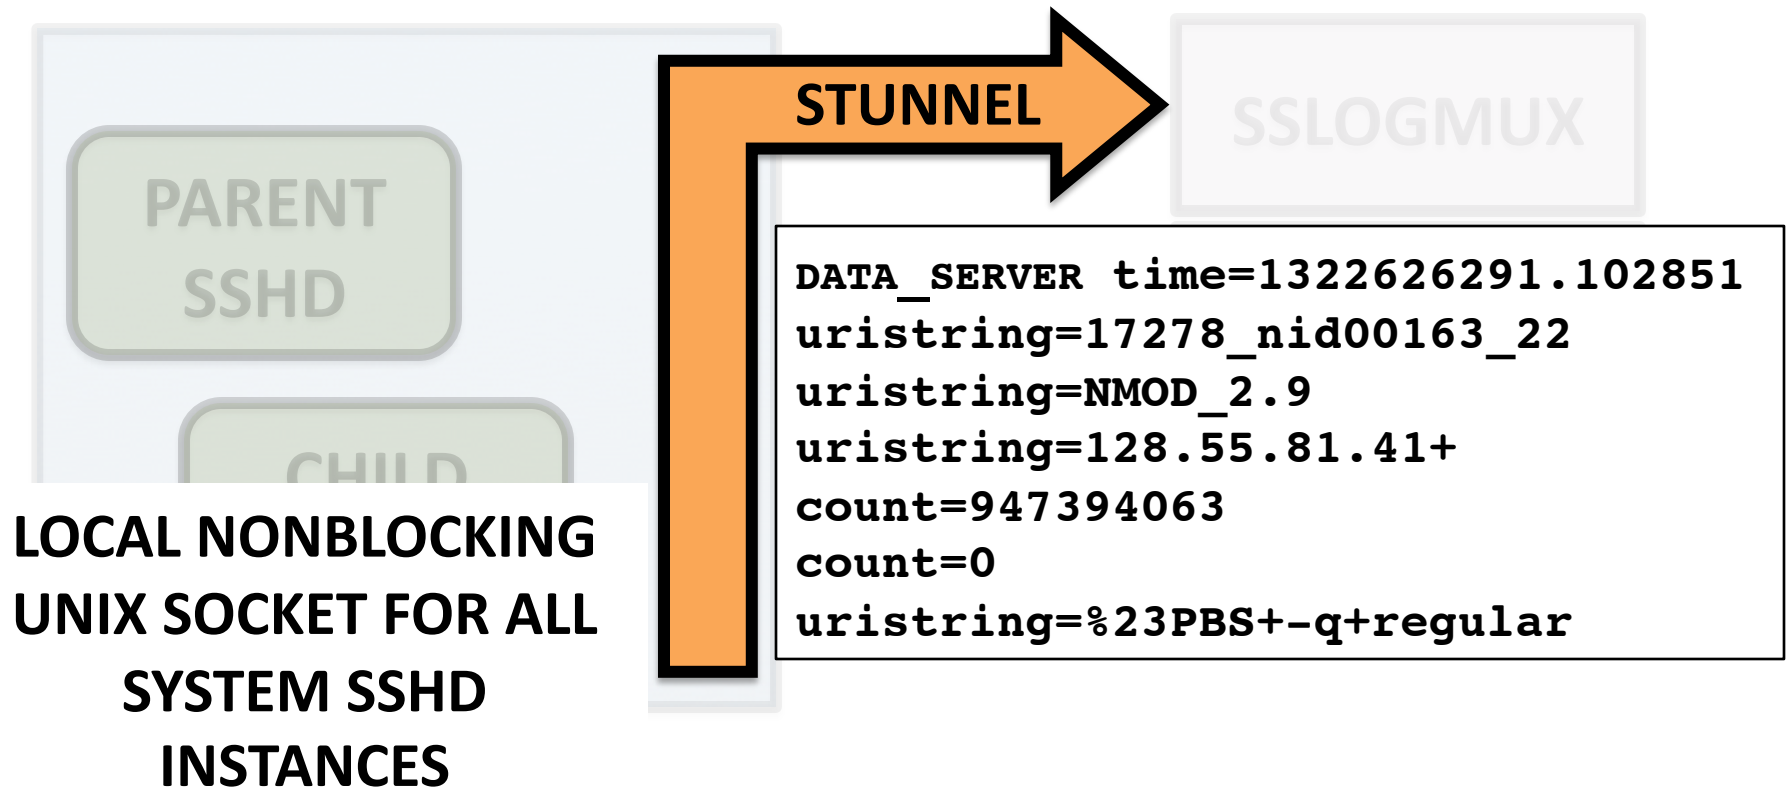 STUNNEL
SSLOGMUX
PARENT
SSHD
CHILD
LOCAL NONBLOCKING
UNIX SOCKET FOR ALL
SYSTEM SSHD
INSTANCES
DATA_SERVER time=1322626291.102851
uristring=17278_nid00163_22
uristring=NMOD_2.9
uristring=128.55.81.41+
count=947394063
count=0
uristring=%23PBS+-q+regular